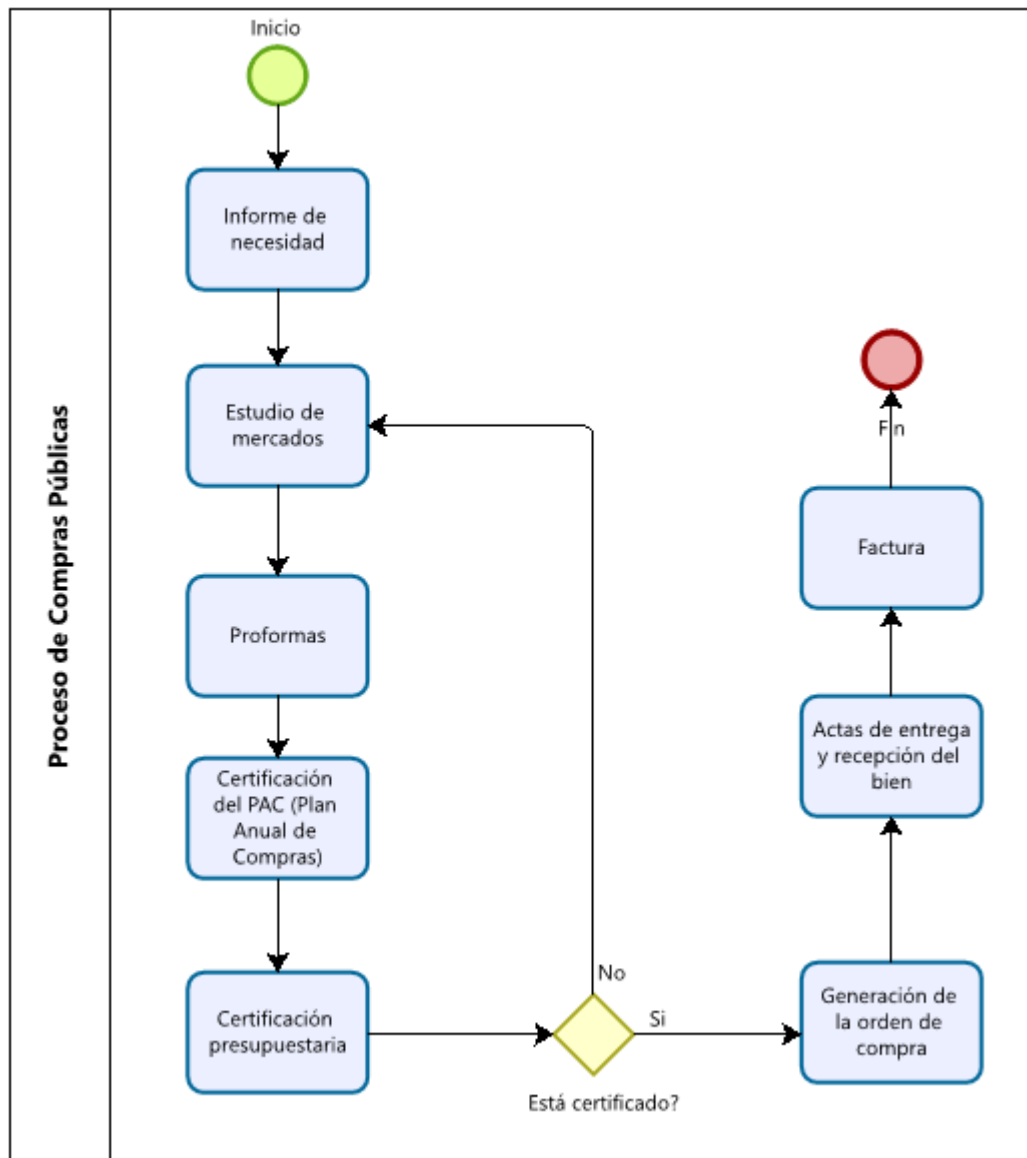 Proceso de Compras Públicas
Inicio
Informe de
necesidad
Estudio de
mercados
Proformas
Certificación
del PAC (Plan
Anual de
Compras)
Certificación
presupuestaria
No
Si
Está certificado?
Generación de
la orden de
compra
Actas de entrega
y recepción del
bien
Factura
Fin